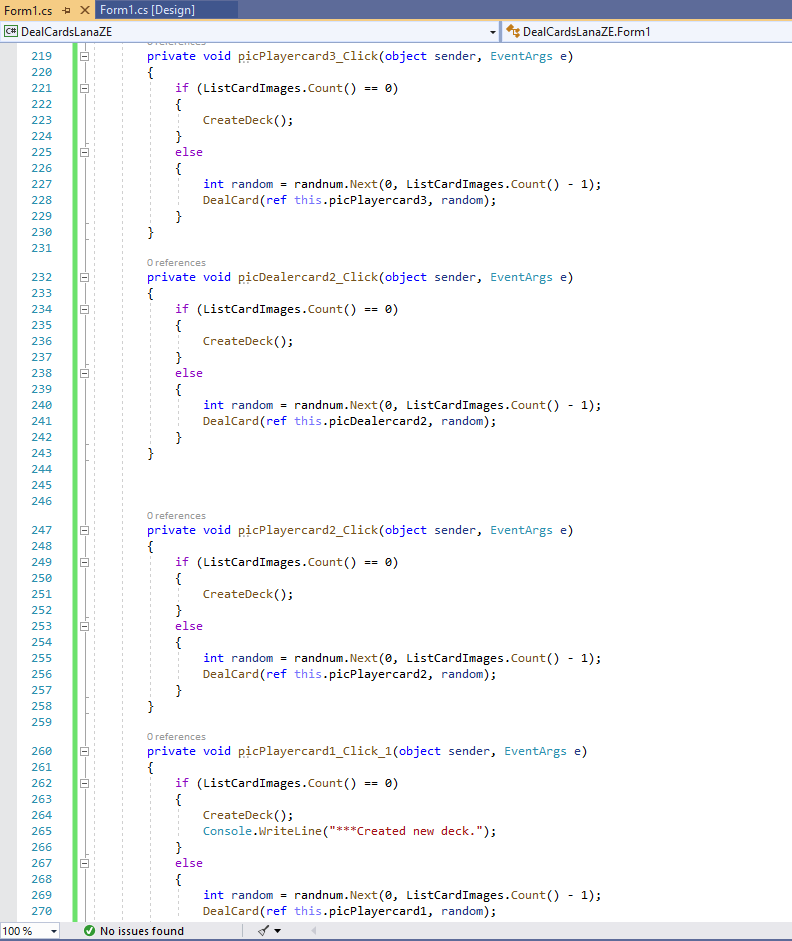 Form1.cs
Form1.cs [Design]
C# DealCardsLanaZE
DealCardsLanaZE.Form1
0 references
219 private void picPlayercard3_Click(object sender, EventArgs e)
220 {
221 if (ListCardImages.Count() == 0)
222 {
223 CreateDeck();
224 }
225 else
226 {
227 int random = randnum.Next(0, ListCardImages.Count() - 1);
228 DealCard(ref this.picPlayercard3, random);
229 }
230 }
231
0 references
232 private void picDealercard2_Click(object sender, EventArgs e)
233 {
234 if (ListCardImages.Count() == 0)
235 {
236 CreateDeck();
237 }
238 else
239 {
240 int random = randnum.Next(0, ListCardImages.Count() - 1);
241 DealCard(ref this.picDealercard2, random);
242 }
243 }
244
245
246
0 references
247 private void picPlayercard2_Click(object sender, EventArgs e)
248 {
249 if (ListCardImages.Count() == 0)
250 {
251 CreateDeck();
252 }
253 else
254 {
255 int random = randnum.Next(0, ListCardImages.Count() - 1);
256 DealCard(ref this.picPlayercard2, random);
257 }
258 }
259
0 references
260 private void picPlayercard1_Click_1(object sender, EventArgs e)
261 {
262 if (ListCardImages.Count() == 0)
263 {
264 CreateDeck();
265 Console.WriteLine("***Created new deck.");
266 }
267 else
268 {
269 int random = randnum.Next(0, ListCardImages.Count() - 1);
270 DealCard(ref this.picPlayercard1, random);
100 %
No issues found